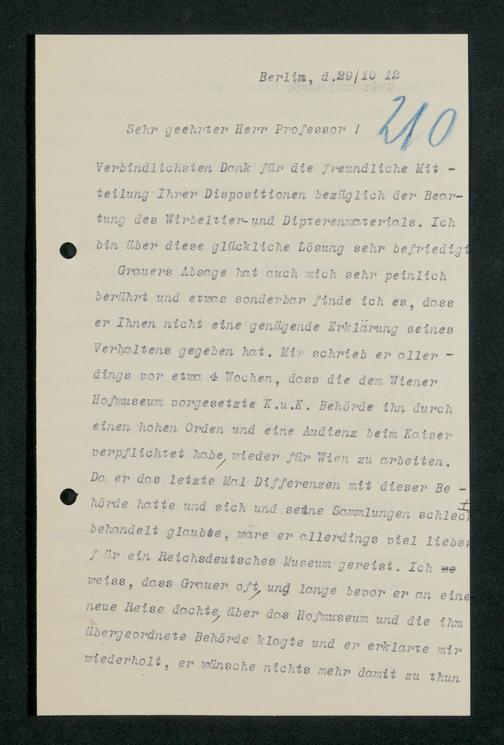 Berlin, d.29/10 12
210
Sehr geehrter Herr Professor !
Verbindlichsten Dank für die freundliche Mit -
teilung Ihrer Dispositionen bezüglich der Bear-
tung des Wirbeltier-und Dipterenmaterials. Ich
bin über diese glückliche Lösung sehr befriedigt
Grauers Absage hat auch mich sehr peinlich
berührt und etwas sonderbar finde ich es, dass
er Ihnen nicht eine genügende Erklärung seines
Verhaltens gegeben hat. Mir schrieb er aller -
dings vor etwa 4 Wochen, dass die dem Wiener
Hofmuseum vorgesetzte K.u.K. Behörde ihn durch
einen hohen Orden und eine Audienz beim Kaiser
verpflichtet habe, wieder für Wien zu arbeiten.
Da er das letzte Mal Differenzen mit dieser Be -
hörde hatte und sich und seine Sammlungen schlecht
behandelt glaubte, wäre er allerdings viel lieber
für ein Reichsdeutsches Museum gereist. Ich we
weiss, dass Grauer oft, und lange bevor er an eine
neue Reise dachte, über das Hofmuseum und die ihm
übergeordnete Behörde klagte und er erklärte mir
wiederholt, er wünsche nichts mehr damit zu thun